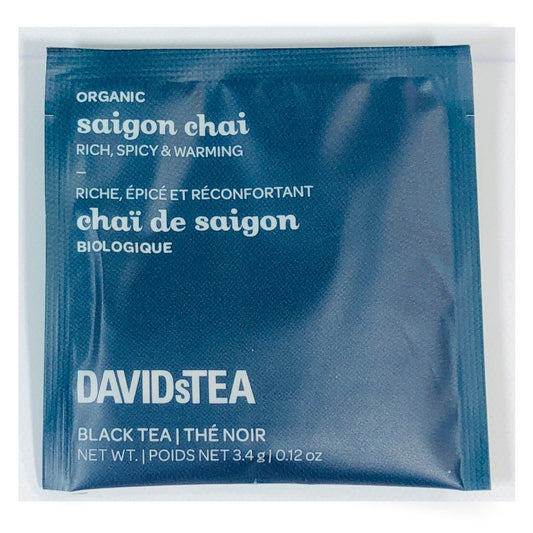 ORGANIC
saigon chai
RICH, SPICY & WARMING
–
RICHE, ÉPICÉ ET RÉCONFORTANT
chaï de saigon
BIOLOGIQUE
DAVIDsTEA
BLACK TEA | THÉ NOIR
NET WT. | POIDS NET 3.4 g | 0.12 oz